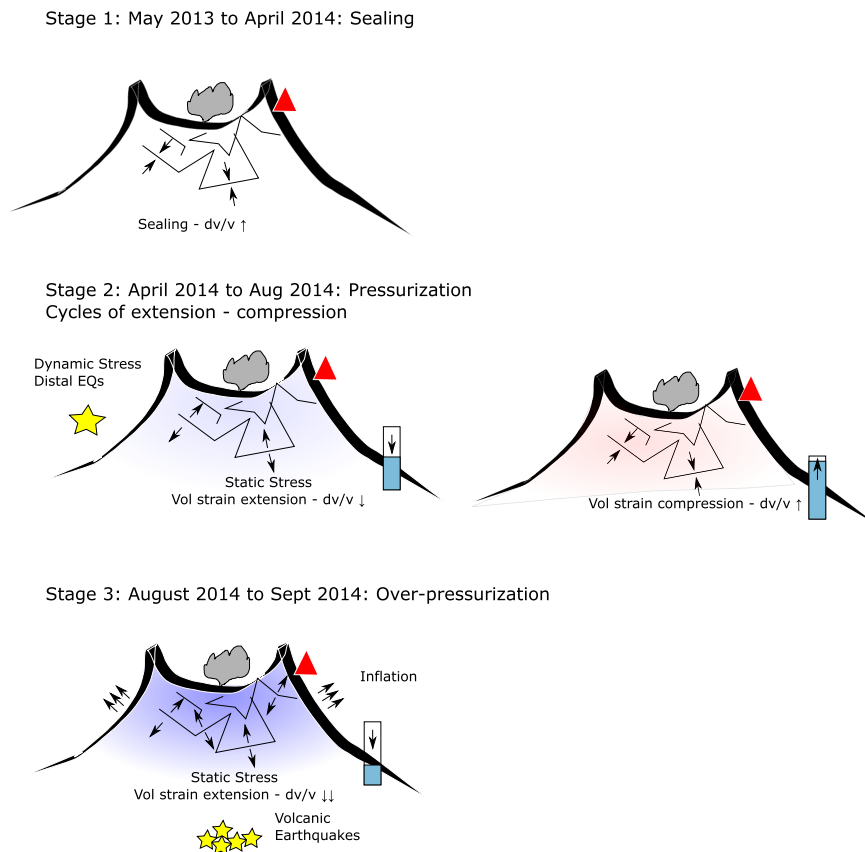 Stage 1: May 2013 to April 2014: Sealing
Sealing - dv/v ↑
Stage 2: April 2014 to Aug 2014: Pressurization
Cycles of extension - compression
Dynamic Stress
Distal EQs
Static Stress
Vol strain extension - dv/v ↓
Vol strain compression - dv/v ↑
Stage 3: August 2014 to Sept 2014: Over-pressurization
Inflation
Static Stress
Vol strain extension - dv/v ↓↓
Volcanic
Earthquakes